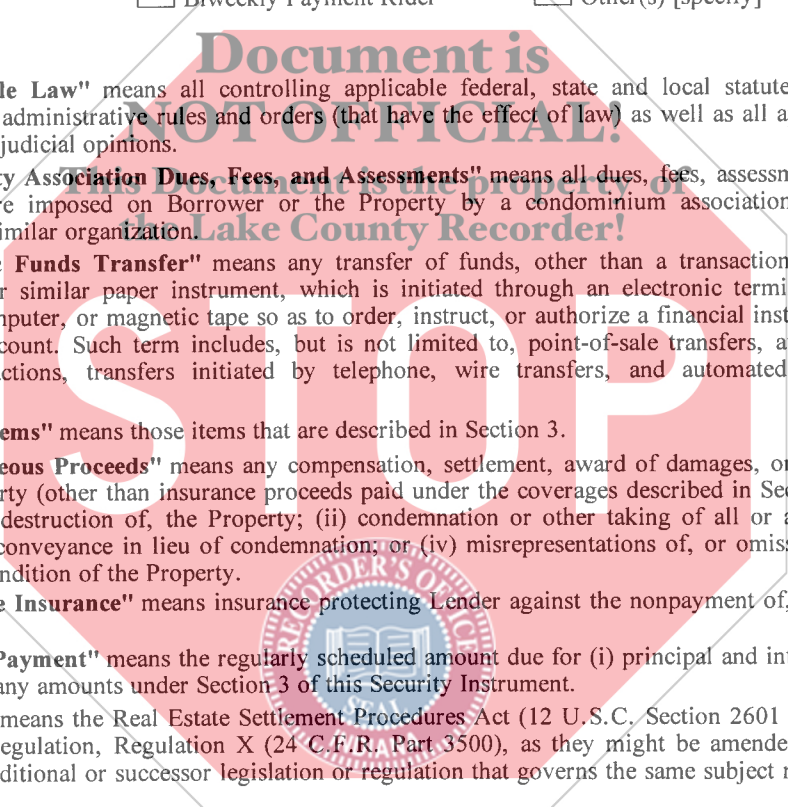 Biweekly Payment Rider Other(s) [specify]
Document is
le Law" means all controlling applicable federal, state and local statute
administrative rules and orders (that have the effect of law) as well as all a
NOT OFFICIAL!
judicial opinions.
ty Association Dues, Fees, and Assessments" means all dues, fees, assessm
This Document is the property of
re imposed on Borrower or the Property by a condominium association
imilar organization.
the Lake County Recorder!
c Funds Transfer" means any transfer of funds, other than a transaction
r similar paper instrument, which is initiated through an electronic termi
mputer, or magnetic tape so as to order, instruct, or authorize a financial inst
count. Such term includes, but is not limited to, point-of-sale transfers, a
actions, transfers initiated by telephone, wire transfers, and automated
STOP
ems" means those items that are described in Section 3.
eous Proceeds" means any compensation, settlement, award of damages, or
rty (other than insurance proceeds paid under the coverages described in Sec
destruction of, the Property; (ii) condemnation or other taking of all or a
conveyance in lieu of condemnation; or (iv) misrepresentations of, or omiss
ndition of the Property.
e Insurance" means insurance protecting Lender against the nonpayment of,
RECORDER'S OFFICE
Payment" means the regularly scheduled amount due for (i) principal and int
any amounts under Section 3 of this Security Instrument.
SEAL
means the Real Estate Settlement Procedures Act (12 U.S.C. Section 2601
egulation, Regulation X (24 C.F.R. Part 3500), as they might be amende
ditional or successor legislation or regulation that governs the same subject